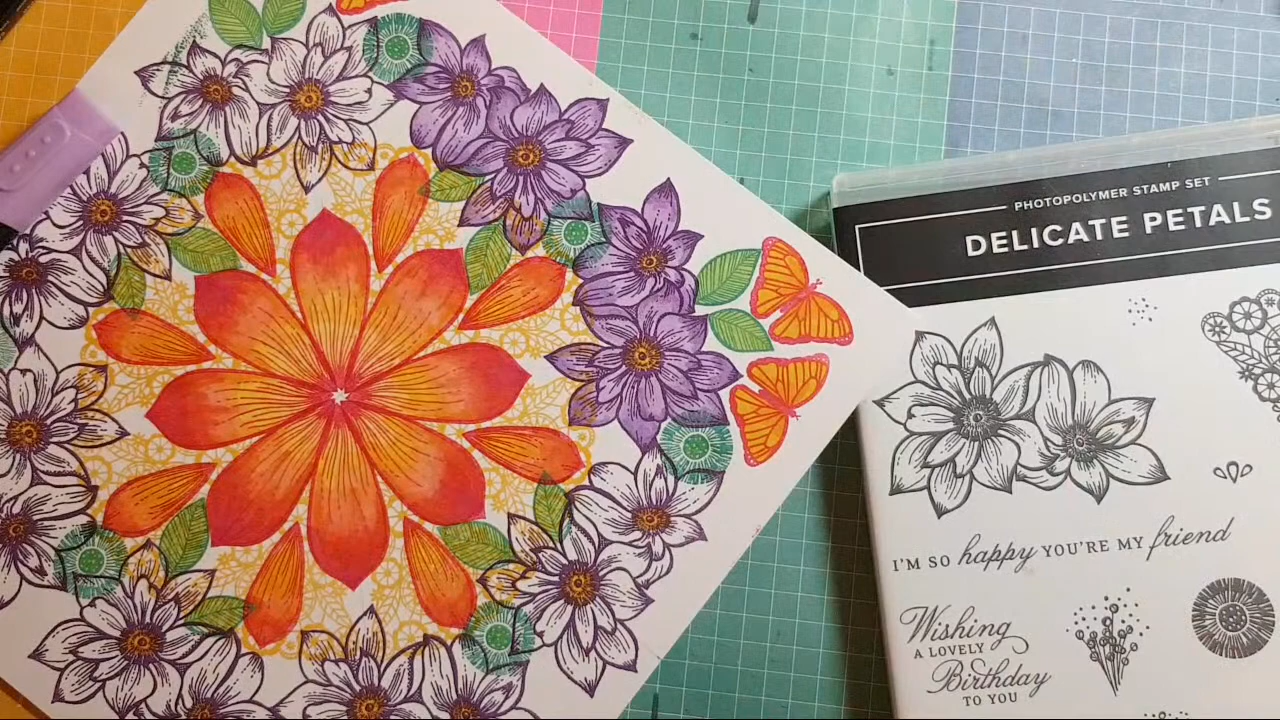 PHOTOPOLYMER STAMP SET
DELICATE PETALS
I'M SO happy YOU'RE MY friend
Wishing
A LOVELY
Birthday
TO YOU